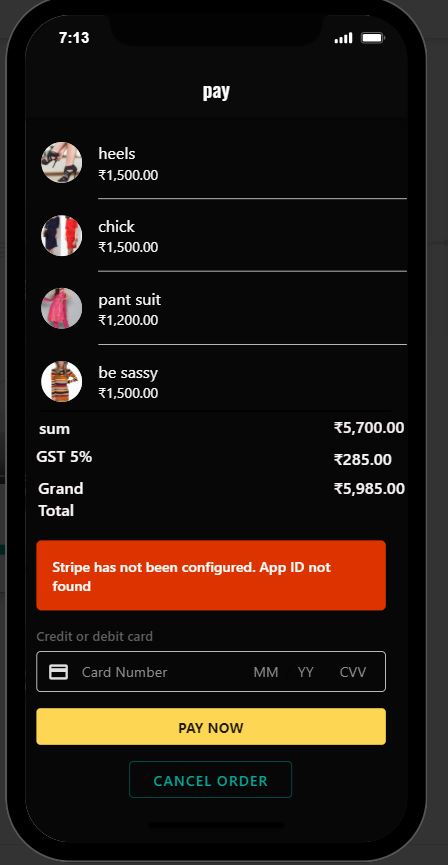 7:13
pay
heels
₹1,500.00
chick
₹1,500.00
pant suit
₹1,200.00
be sassy
₹1,500.00
sum ₹5,700.00
GST 5% ₹285.00
Grand ₹5,985.00
Total
Stripe has not been configured. App ID not
found
Credit or debit card
Card Number MM YY CVV
PAY NOW
CANCEL ORDER